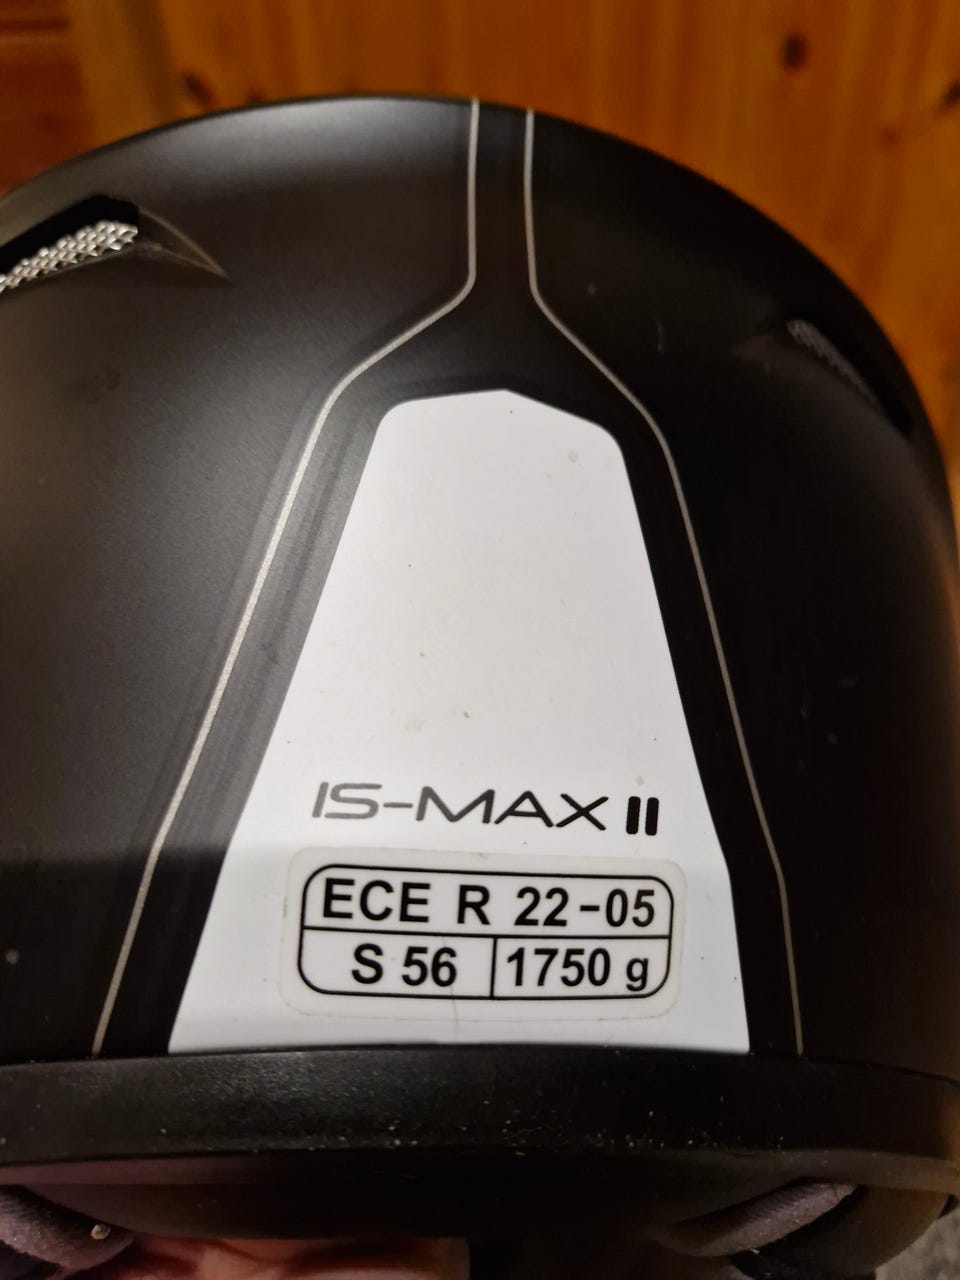 IS-MAX II
ECE R 22-05
S 56 1750 g